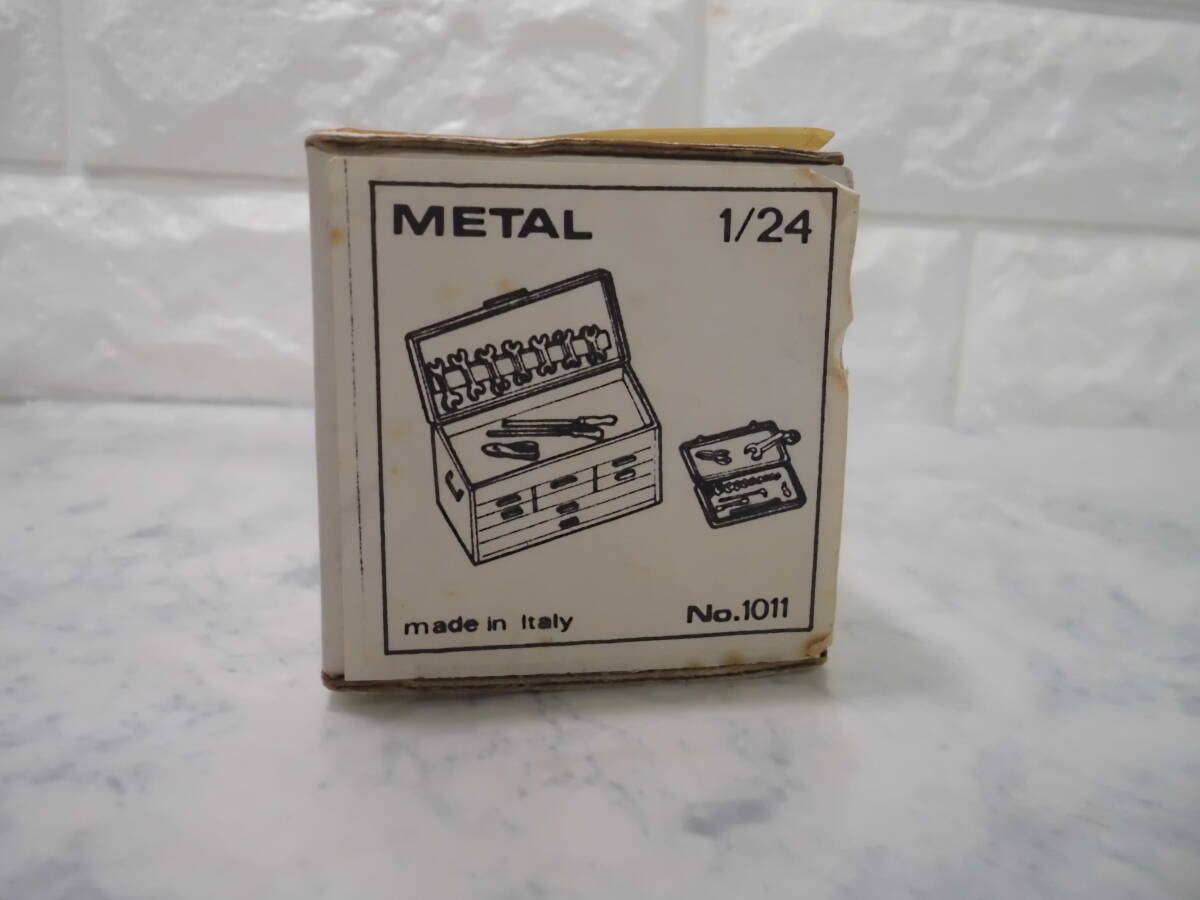 METAL 1/24
made in Italy No.1011